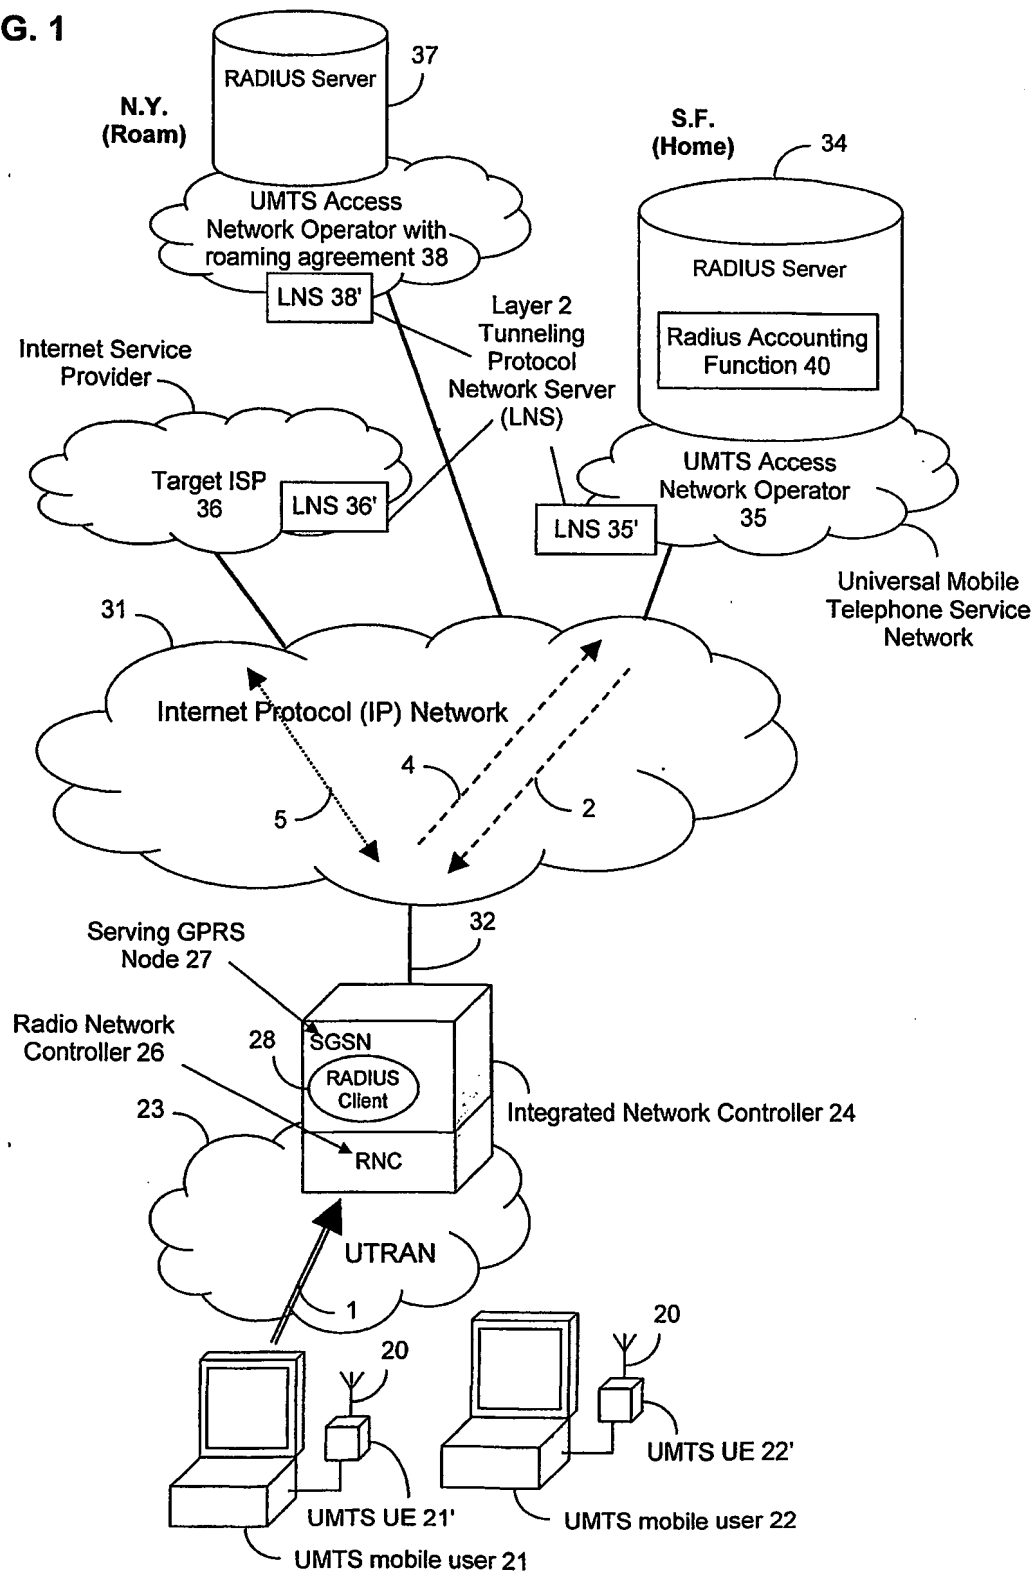 G. 1
RADIUS Server
37
N.Y.
(Roam)
S.F.
(Home)
34
UMTS Access
Network Operator with
roaming agreement 38
LNS 38'
RADIUS Server
Radius Accounting
Function 40
Layer 2
Tunneling
Protocol
Network Server
(LNS)
Internet Service
Provider
Target ISP
36
LNS 36'
UMTS Access
Network Operator
35
LNS 35'
Universal Mobile
Telephone Service
Network
31
Internet Protocol (IP) Network
4
5
2
32
Serving GPRS
Node 27
Radio Network
Controller 26
28
SGSN
RADIUS
Client
23
Integrated Network Controller 24
RNC
UTRAN
1
20
20
UMTS UE 22'
UMTS UE 21'
UMTS mobile user 22
UMTS mobile user 21